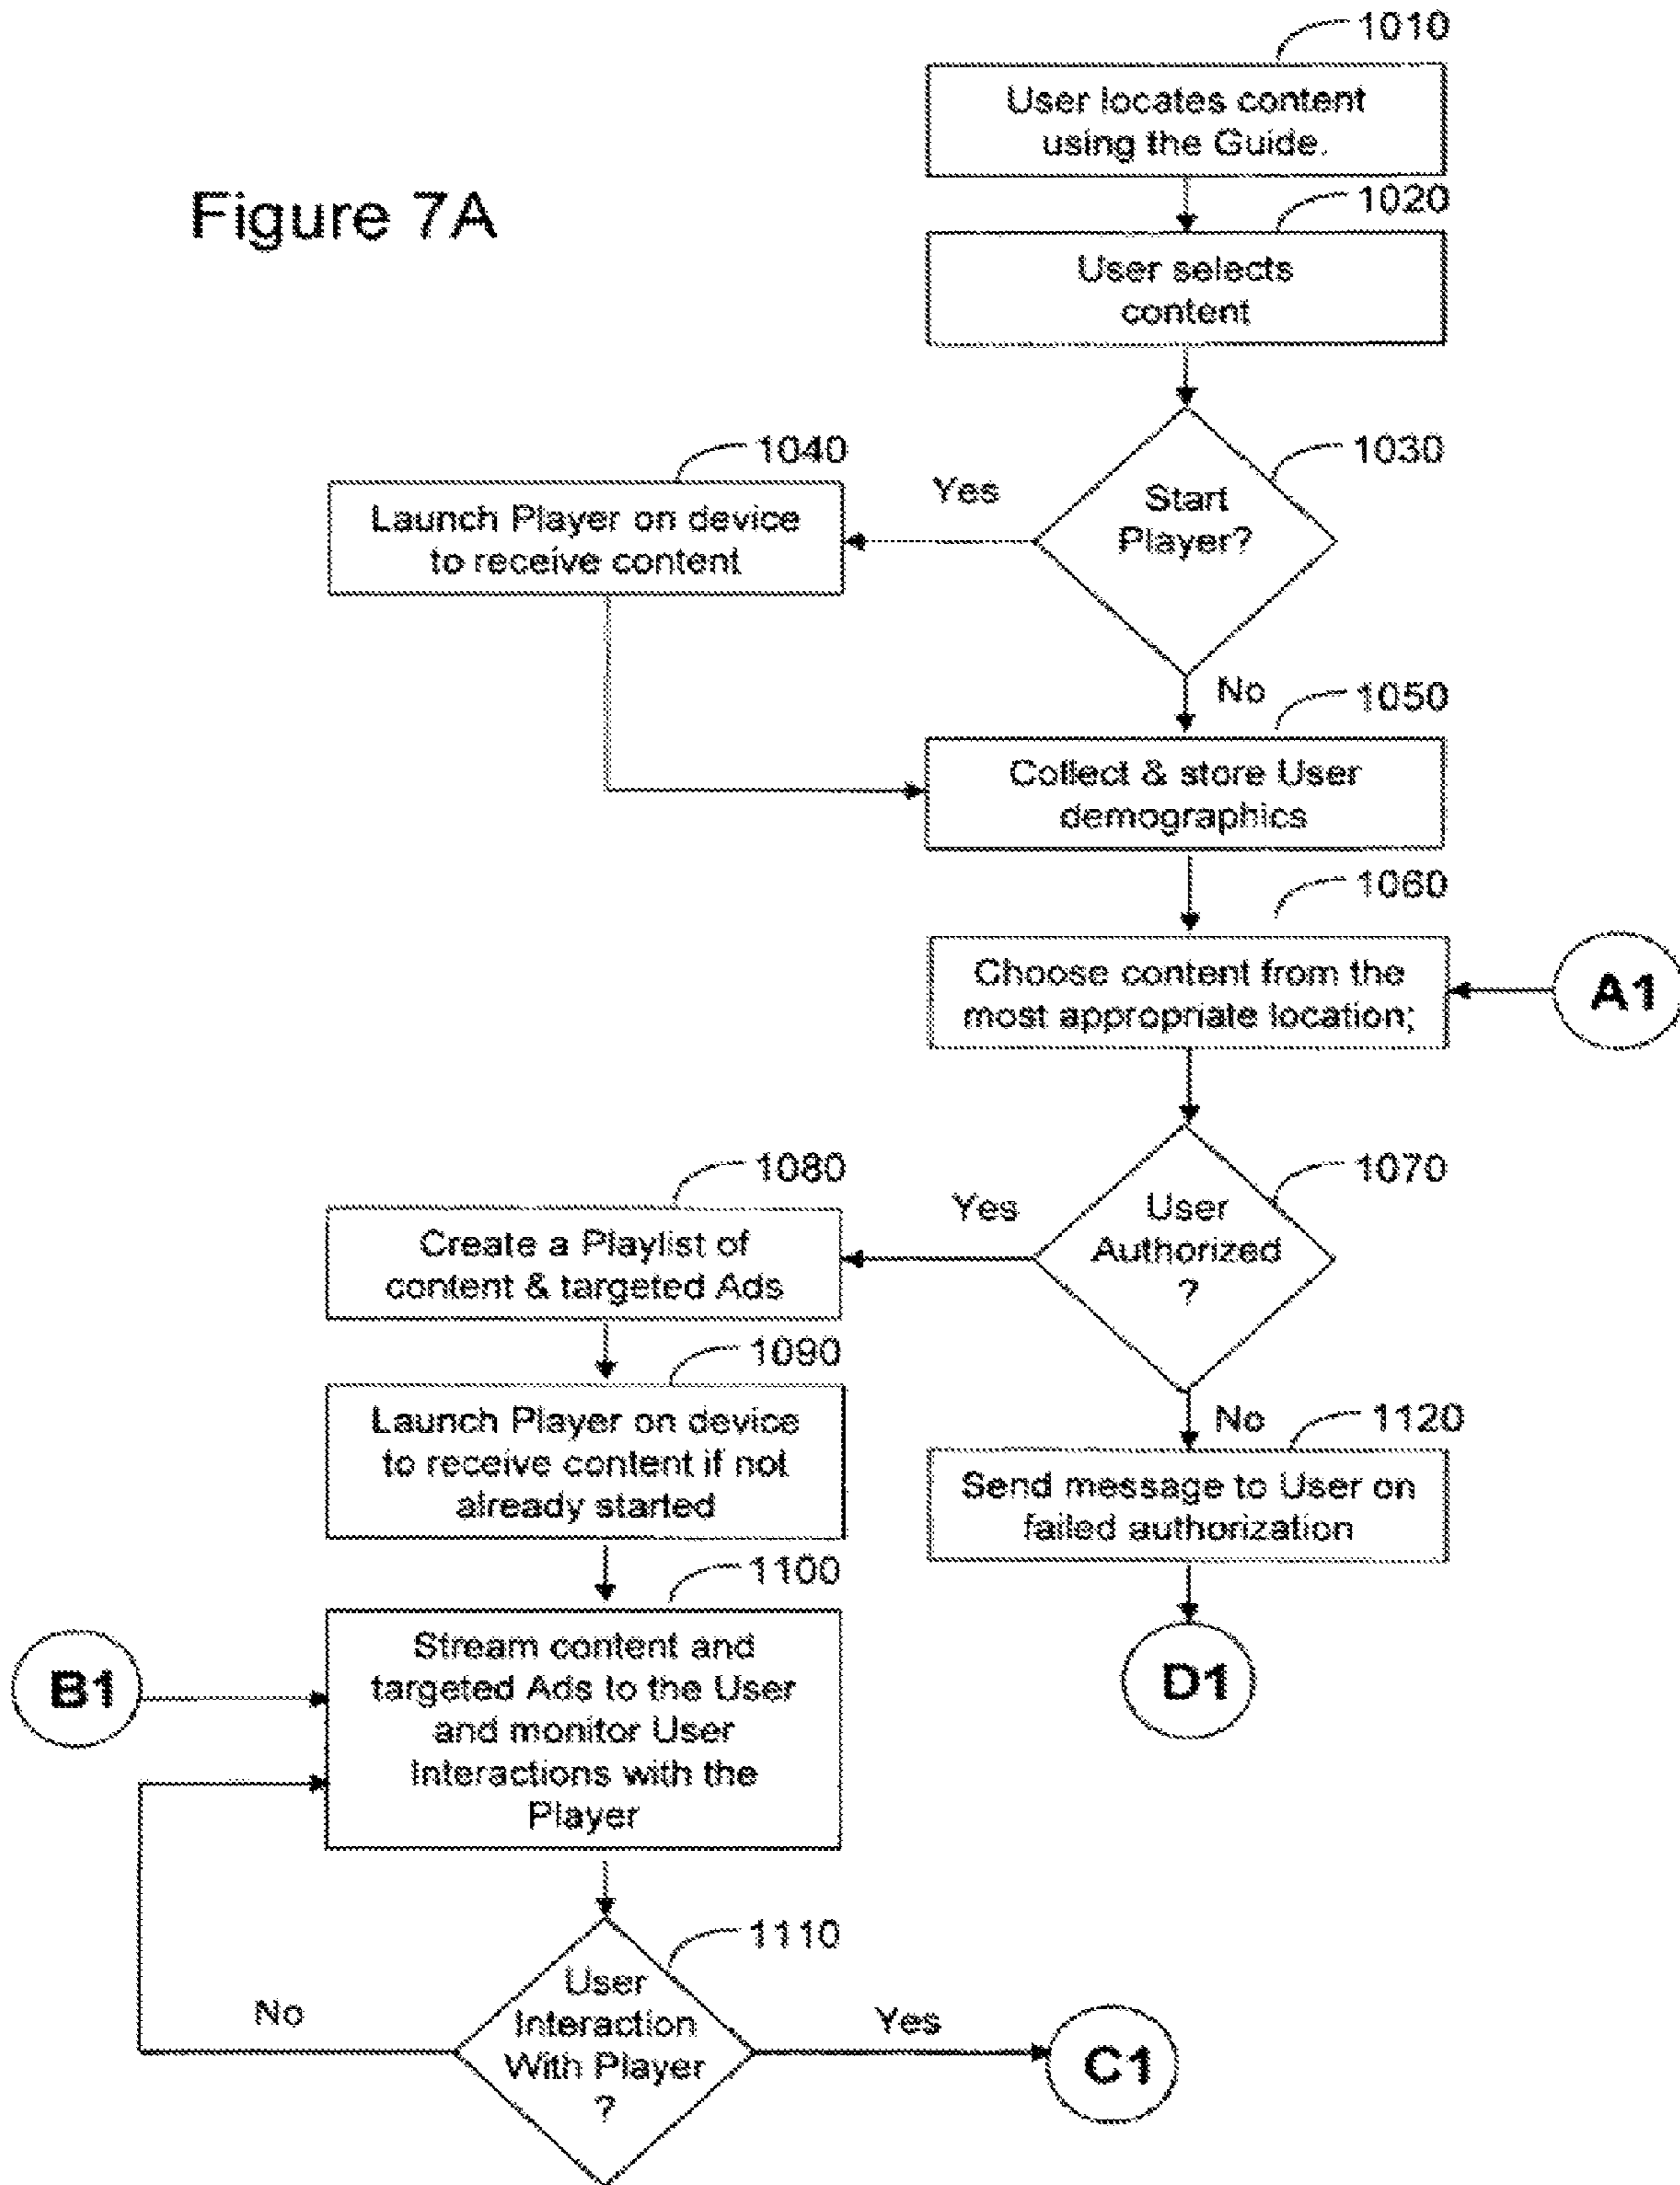 Figure 7A
1010
User locates content
using the Guide.
1020
User selects
content
1030
Start
Player?
Yes
1040
Launch Player on device
to receive content
No
1050
Collect & store User
demographics
1060
Choose content from the
most appropriate location;
A1
1070
User
Authorized
?
Yes
1080
Create a Playlist of
content & targeted Ads
1090
Launch Player on device
to receive content if not
already started
No
1120
Send message to User on
failed authorization
D1
1100
Stream content and
targeted Ads to the User
and monitor User
Interactions with the
Player
B1
1110
User
Interaction
With Player
?
No
Yes
C1